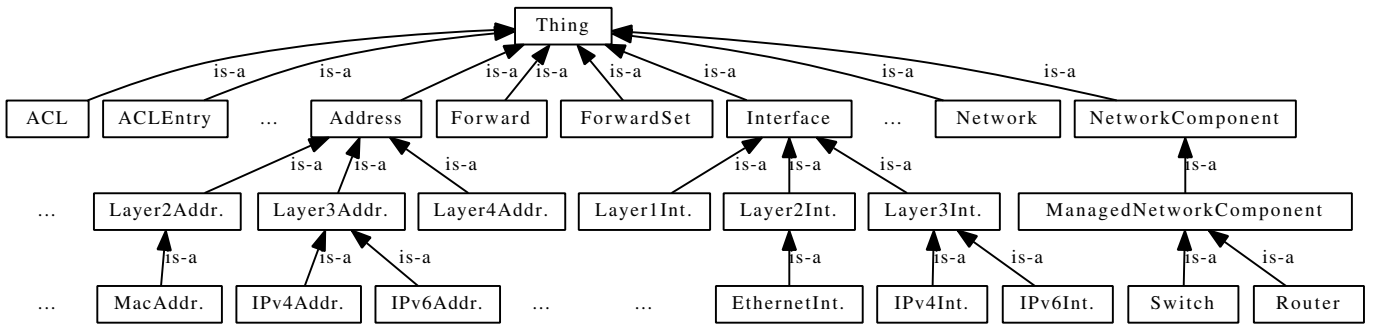 Thing
is-a is-a is-a is-a is-a is-a is-a is-a
ACL ACLEntry ... Address Forward ForwardSet Interface ... Network NetworkComponent
is-a is-a is-a is-a is-a is-a is-a
... Layer2Addr. Layer3Addr. Layer4Addr. Layer1Int. Layer2Int. Layer3Int. ManagedNetworkComponent
is-a is-a is-a is-a is-a is-a is-a is-a
... MacAddr. IPv4Addr. IPv6Addr. ... ... EthernetInt. IPv4Int. IPv6Int. Switch Router